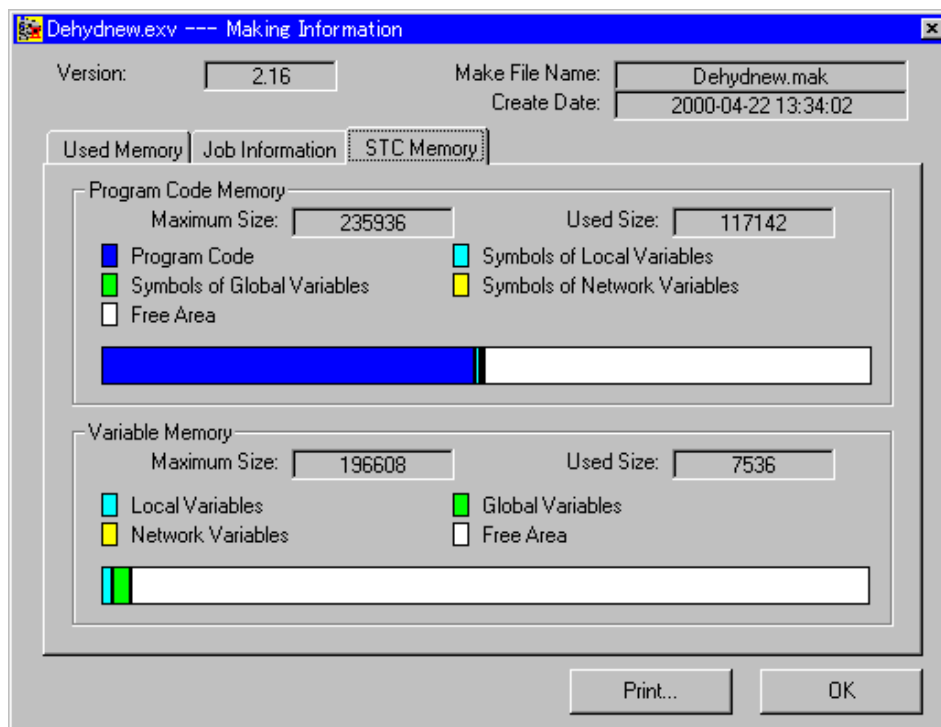 Dehydnew.exv --- Making Information
Version: 2.16 Make File Name: Dehydnew.mak
Create Date: 2000-04-22 13:34:02
Used Memory Job Information STC Memory
Program Code Memory
Maximum Size: 235936 Used Size: 117142
Program Code Symbols of Local Variables
Symbols of Global Variables Symbols of Network Variables
Free Area
Variable Memory
Maximum Size: 196608 Used Size: 7536
Local Variables Global Variables
Network Variables Free Area
Print... OK